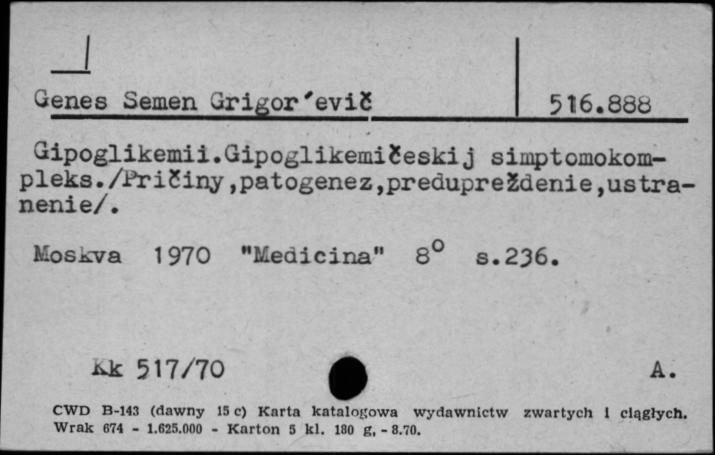 Genes Semen Grigor'evič 516.888
Gipoglikemii.Gipoglikemičeskij simptomokom-
pleks./Pričiny,patogenez,predupreždenie,ustra-
nenie/.
Moskva 1970 "Medicina" 8° s.236.
Kk 517/70 A.
CWD B-143 (dawny 15 c) Karta katalogowa wydawnictw zwartych i ciągłych.
Wrak 674 - 1.625.000 - Karton 5 kl. 180 g. - 8.70.